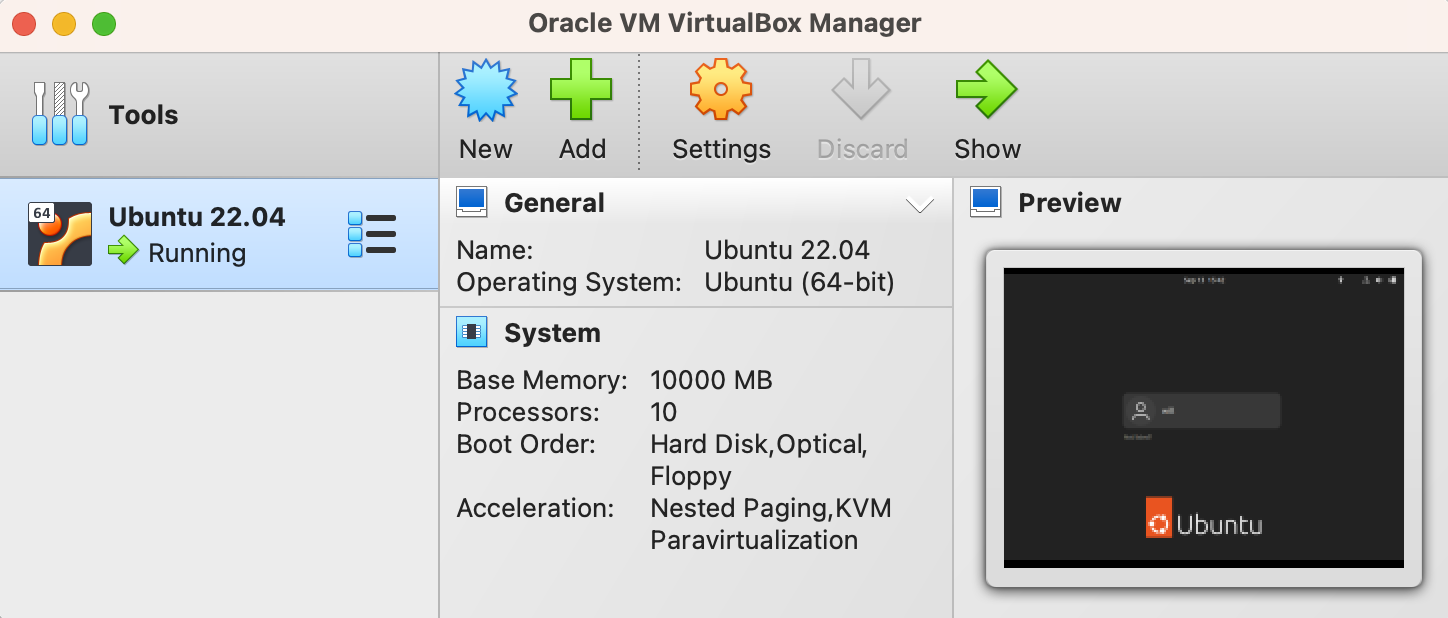 Oracle VM VirtualBox Manager
Tools
New Add Settings Discard Show
64
Ubuntu 22.04
Running
General
Name: Ubuntu 22.04
Operating System: Ubuntu (64-bit)
System
Base Memory: 10000 MB
Processors: 10
Boot Order: Hard Disk,Optical,
Floppy
Acceleration: Nested Paging,KVM
Paravirtualization
Preview
Ubuntu